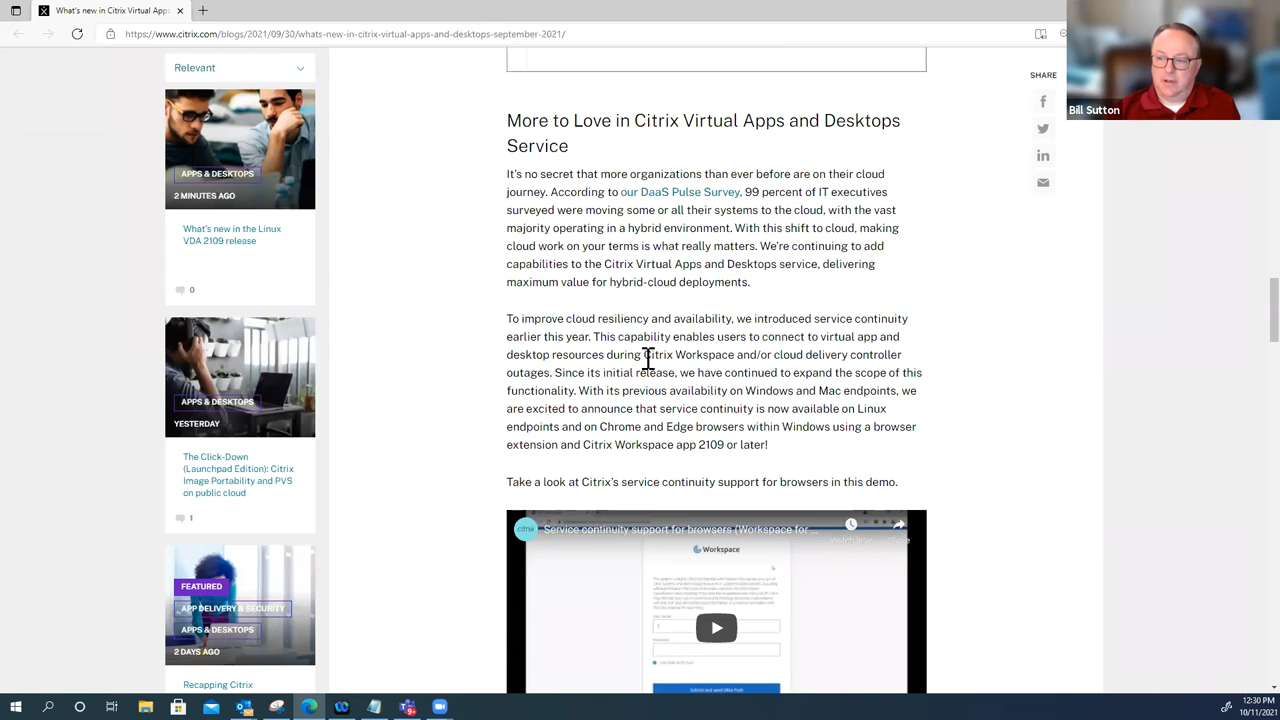 What's new in Citrix Virtual Apps
https://www.citrix.com/blogs/2021/09/30/whats-new-in-citrix-virtual-apps-and-desktops-september-2021/
Bill Sutton
Relevant
APPS & DESKTOPS
2 MINUTES AGO
What's new in the Linux
VDA 2109 release
0
APPS & DESKTOPS
YESTERDAY
The Click-Down
(Launchpad Edition): Citrix
Image Portability and PVS
on public cloud
1
FEATURED
APP DELIVERY & SECURITY
APPS & DESKTOPS
2 DAYS AGO
Recapping Citrix
More to Love in Citrix Virtual Apps and Desktops
Service
It's no secret that more organizations than ever before are on their cloud
journey. According to our DaaS Pulse Survey, 99 percent of IT executives
surveyed were moving some or all their systems to the cloud, with the vast
majority operating in a hybrid environment. With this shift to cloud, making
cloud work on your terms is what really matters. We're continuing to add
capabilities to the Citrix Virtual Apps and Desktops service, delivering
maximum value for hybrid-cloud deployments.
To improve cloud resiliency and availability, we introduced service continuity
earlier this year. This capability enables users to connect to virtual app and
desktop resources during Citrix Workspace and/or cloud delivery controller
outages. Since its initial release, we have continued to expand the scope of this
functionality. With its previous availability on Windows and Mac endpoints, we
are excited to announce that service continuity is now available on Linux
endpoints and on Chrome and Edge browsers within Windows using a browser
extension and Citrix Workspace app 2109 or later!
Take a look at Citrix's service continuity support for browsers in this demo.
citrix
Service continuity support for browsers (Workspace for ...
Watch later
Share
Workspace
User name:
Password:
Submit and send Okta Push
SHARE
12:30 PM
10/11/2021